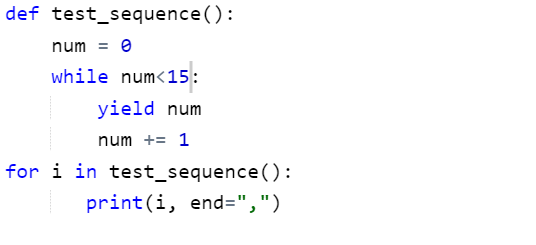 def test_sequence():
    num = 0
    while num<15:
        yield num
        num += 1
for i in test_sequence():
       print(i, end=",")